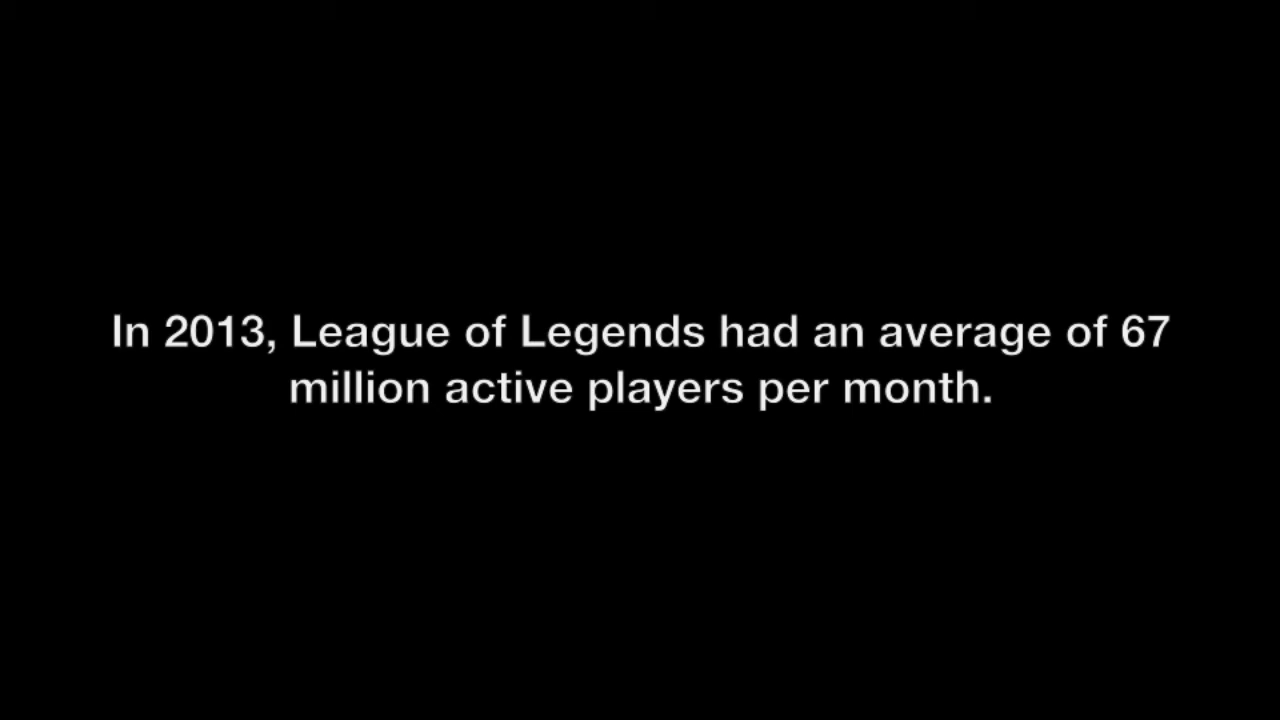 In 2013, League of Legends had an average of 67
million active players per month.